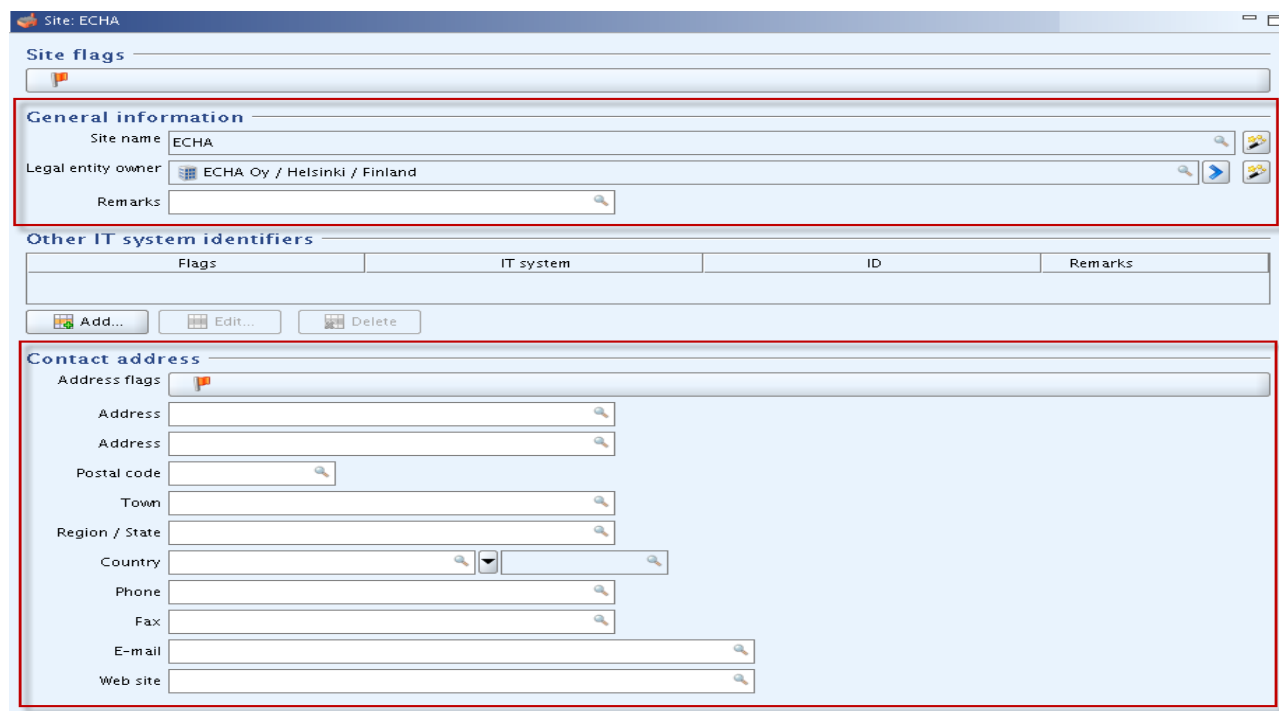 Site: ECHA
Site flags
General information
Site name ECHA
Legal entity owner ECHA Oy / Helsinki / Finland
Remarks
Other IT system identifiers
Flags IT system ID Remarks
Add... Edit... Delete
Contact address
Address flags
Address
Address
Postal code
Town
Region / State
Country
Phone
Fax
E-mail
Web site